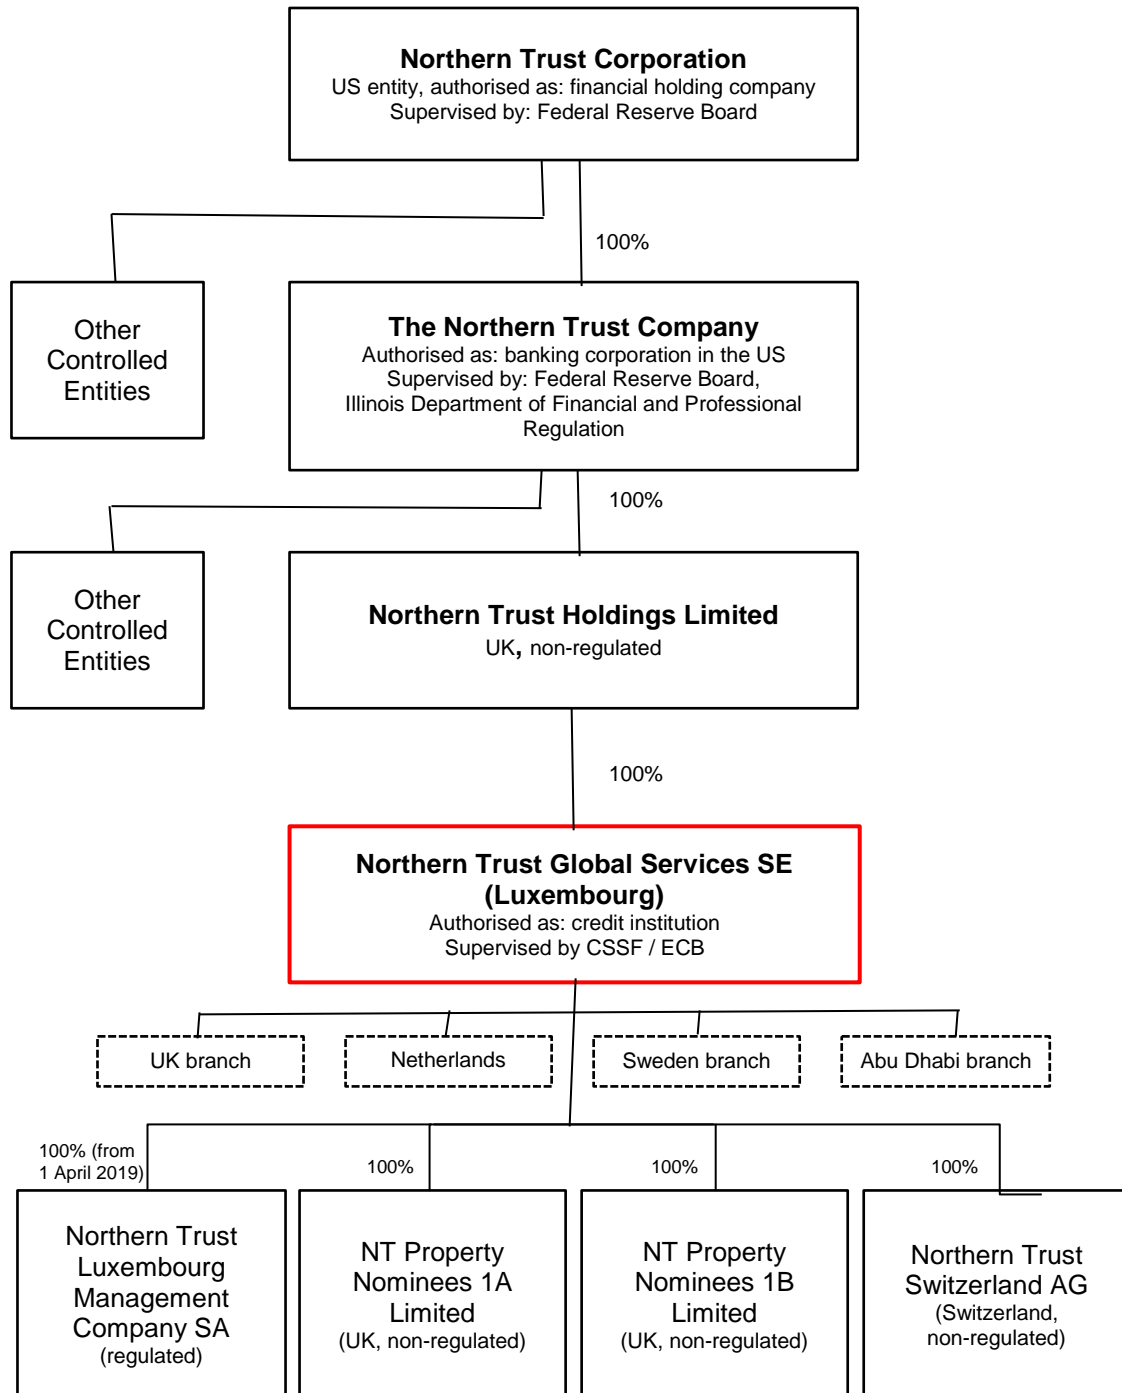 Northern Trust Corporation
US entity, authorised as: financial holding company
Supervised by: Federal Reserve Board
100%
Other
Controlled
Entities
The Northern Trust Company
Authorised as: banking corporation in the US
Supervised by: Federal Reserve Board,
Illinois Department of Financial and Professional
Regulation
100%
Other
Controlled
Entities
Northern Trust Holdings Limited
UK, non-regulated
100%
Northern Trust Global Services SE
(Luxembourg)
Authorised as: credit institution
Supervised by CSSF / ECB
UK branch
Netherlands
Sweden branch
Abu Dhabi branch
100% (from
1 April 2019)
100%
100%
100%
Northern Trust
Luxembourg
Management
Company SA
(regulated)
NT Property
Nominees 1A
Limited
(UK, non-regulated)
NT Property
Nominees 1B
Limited
(UK, non-regulated)
Northern Trust
Switzerland AG
(Switzerland,
non-regulated)